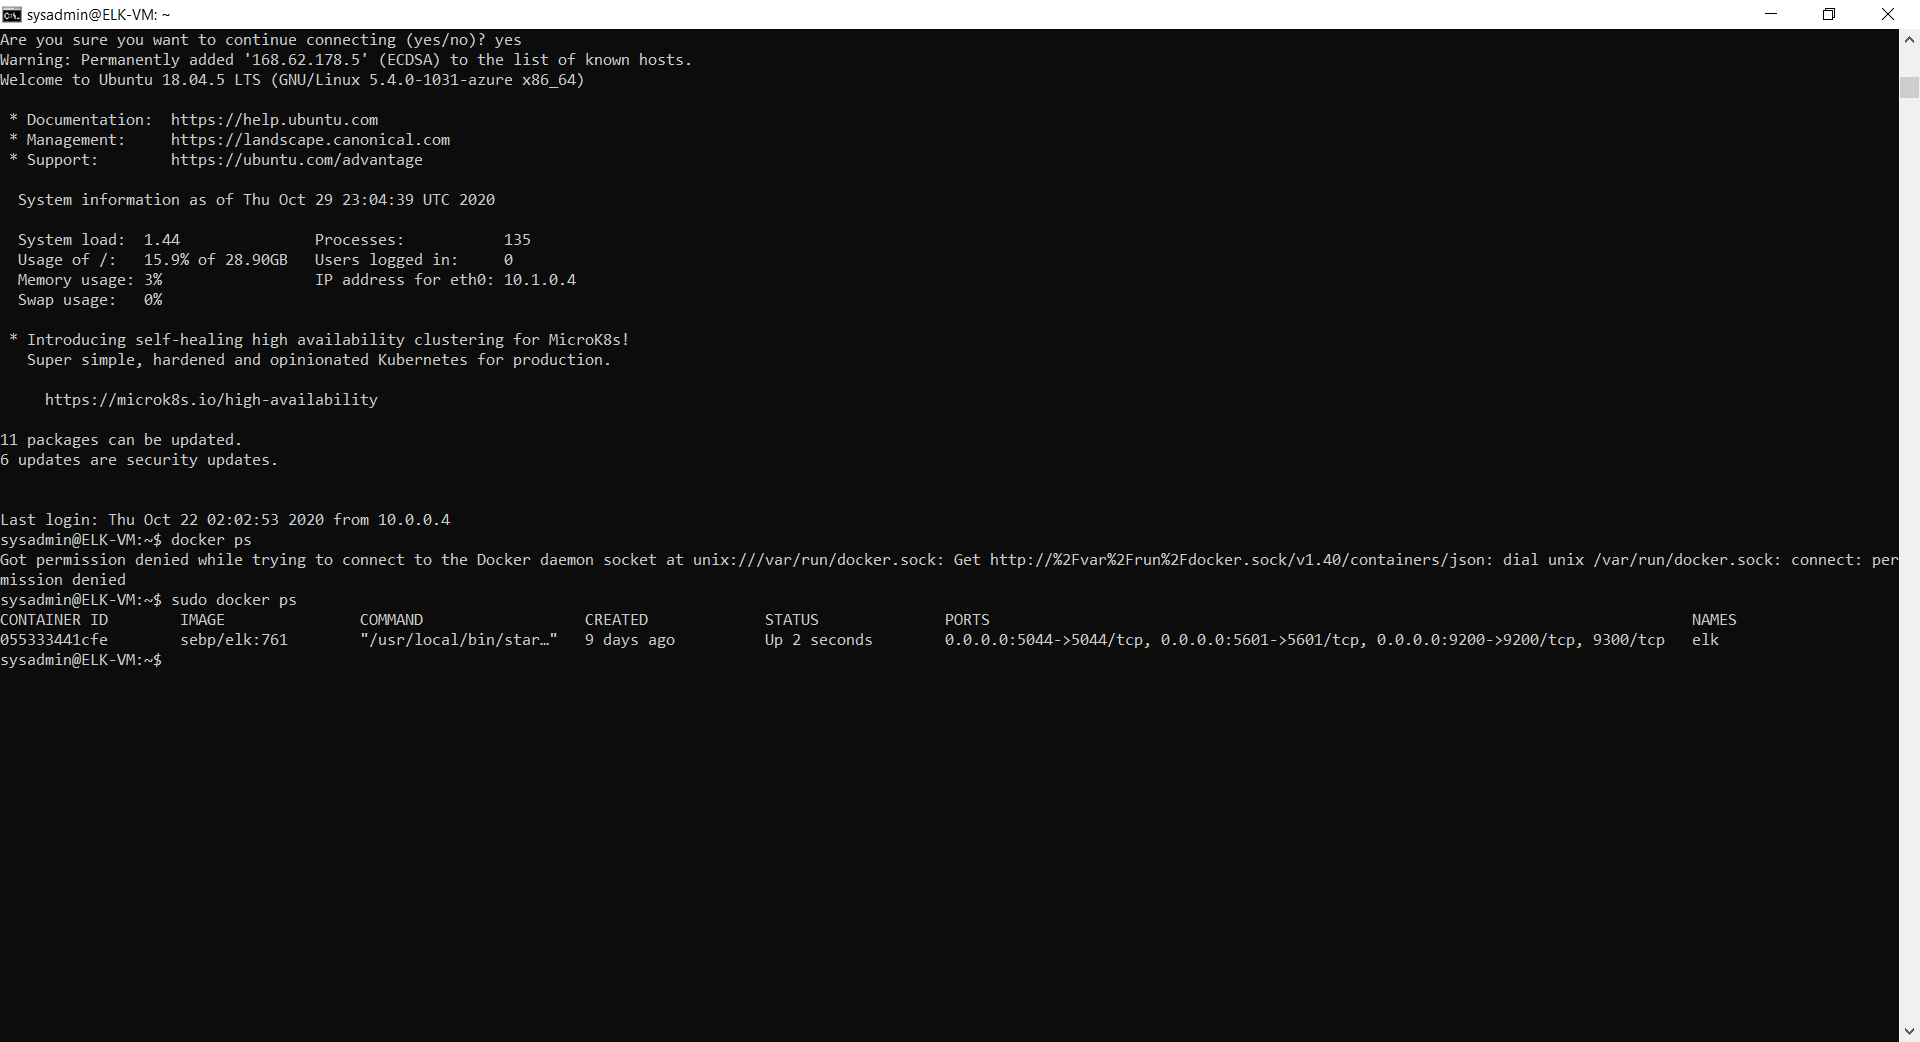 sysadmin@ELK-VM: ~
Are you sure you want to continue connecting (yes/no)? yes
Warning: Permanently added '168.62.178.5' (ECDSA) to the list of known hosts.
Welcome to Ubuntu 18.04.5 LTS (GNU/Linux 5.4.0-1031-azure x86_64)
* Documentation:  https://help.ubuntu.com
* Management:     https://landscape.canonical.com
* Support:        https://ubuntu.com/advantage
System information as of Thu Oct 29 23:04:39 UTC 2020
System load:  1.44               Processes:           135
Usage of /:   15.9% of 28.90GB   Users logged in:     0
Memory usage: 3%                 IP address for eth0: 10.1.0.4
Swap usage:   0%
* Introducing self-healing high availability clustering for MicroK8s!
Super simple, hardened and opinionated Kubernetes for production.
https://microk8s.io/high-availability
11 packages can be updated.
6 updates are security updates.
Last login: Thu Oct 22 02:02:53 2020 from 10.0.0.4
sysadmin@ELK-VM:~$ docker ps
Got permission denied while trying to connect to the Docker daemon socket at unix:///var/run/docker.sock: Get http://%2Fvar%2Frun%2Fdocker.sock/v1.40/containers/json: dial unix /var/run/docker.sock: connect: per
mission denied
sysadmin@ELK-VM:~$ sudo docker ps
CONTAINER ID        IMAGE               COMMAND                  CREATED             STATUS              PORTS                                                                              NAMES
055333441cfe        sebp/elk:761        "/usr/local/bin/star…"   9 days ago          Up 2 seconds        0.0.0.0:5044->5044/tcp, 0.0.0.0:5601->5601/tcp, 0.0.0.0:9200->9200/tcp, 9300/tcp   elk
sysadmin@ELK-VM:~$